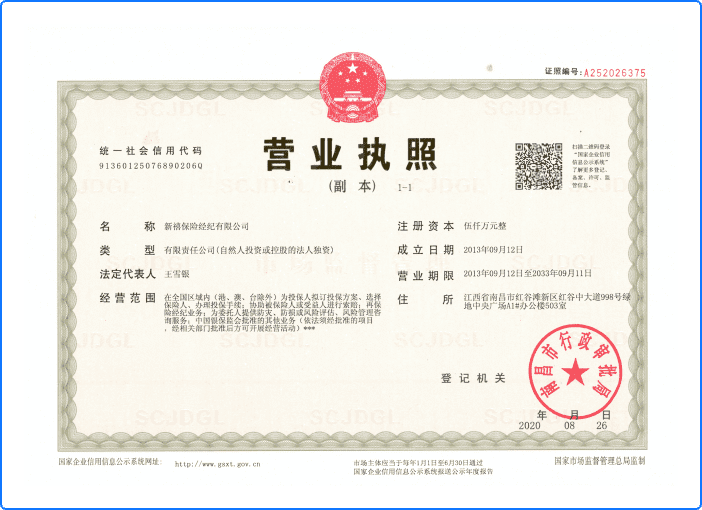 证照编号:A252026375
统一社会信用代码
91360125076890206Q
营业执照
(副 本) 1-1
扫描二维码登录
“国家企业信用
信息公示系统”
了解更多登记、
备案、许可、监
管信息.
名 称 新禧保险经纪有限公司
类 型 有限责任公司(自然人投资或控股的法人独资)
法定代表人 王雪银
经营范围 在全国区域内（港、澳、台除外）为投保人拟订投保方案、选择
保险人、办理投保手续；协助被保险人或受益人进行索赔；再保
险经纪业务；为委托人提供防灾、防损或风险评估、风险管理咨
询服务；中国银保监会批准的其他业务（依法须经批准的项目
，经相关部门批准后方可开展经营活动）***
注册资本 伍仟万元整
成立日期 2013年09月12日
营业期限 2013年09月12日至2033年09月11日
住 所 江西省南昌市红谷滩新区红谷中大道998号绿
地中央广场A1#办公楼503室
登记机关
南昌市行政审批局
年 月 日
2020 08 26
国家企业信用信息公示系统网址: http://www.gsxt.gov.cn
市场主体应当于每年1月1日至6月30日通过
国家企业信用信息公示系统报送公示年度报告
国家市场监督管理总局监制
SCJDGL